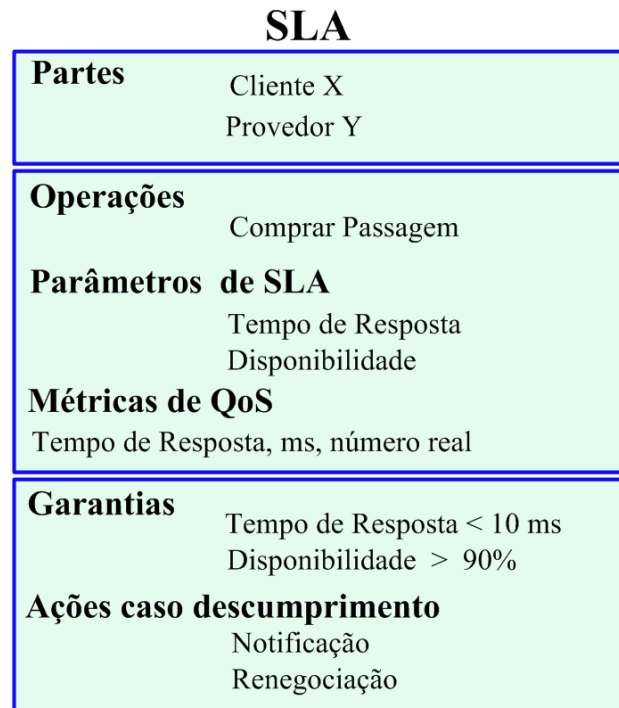 SLA
Partes
Cliente X
Provedor Y
Operações
Comprar Passagem
Parâmetros de SLA
Tempo de Resposta
Disponibilidade
Métricas de QoS
Tempo de Resposta, ms, número real
Garantias
Tempo de Resposta < 10 ms
Disponibilidade > 90%
Ações caso descumprimento
Notificação
Renegociação